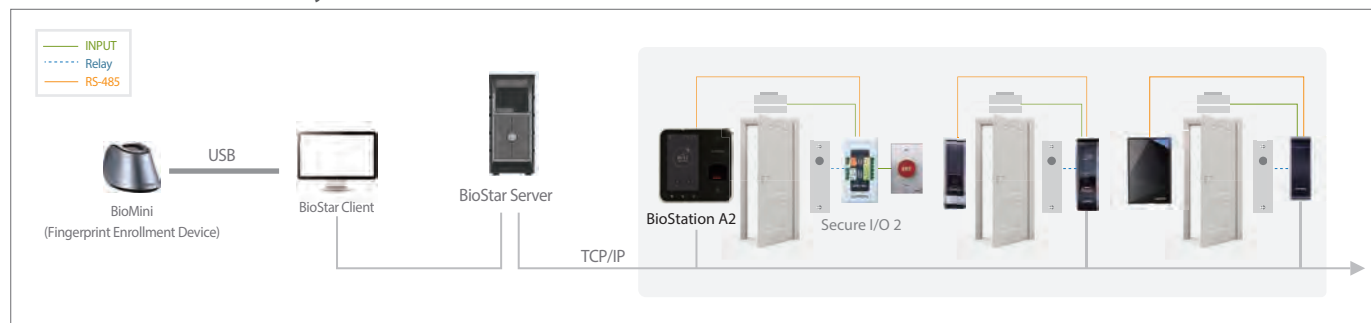 INPUT
Relay
RS-485
USB
BioMini
(Fingerprint Enrollment Device)
BioStar Client
BioStar Server
TCP/IP
BioStation A2
Secure I/O 2
EXIT